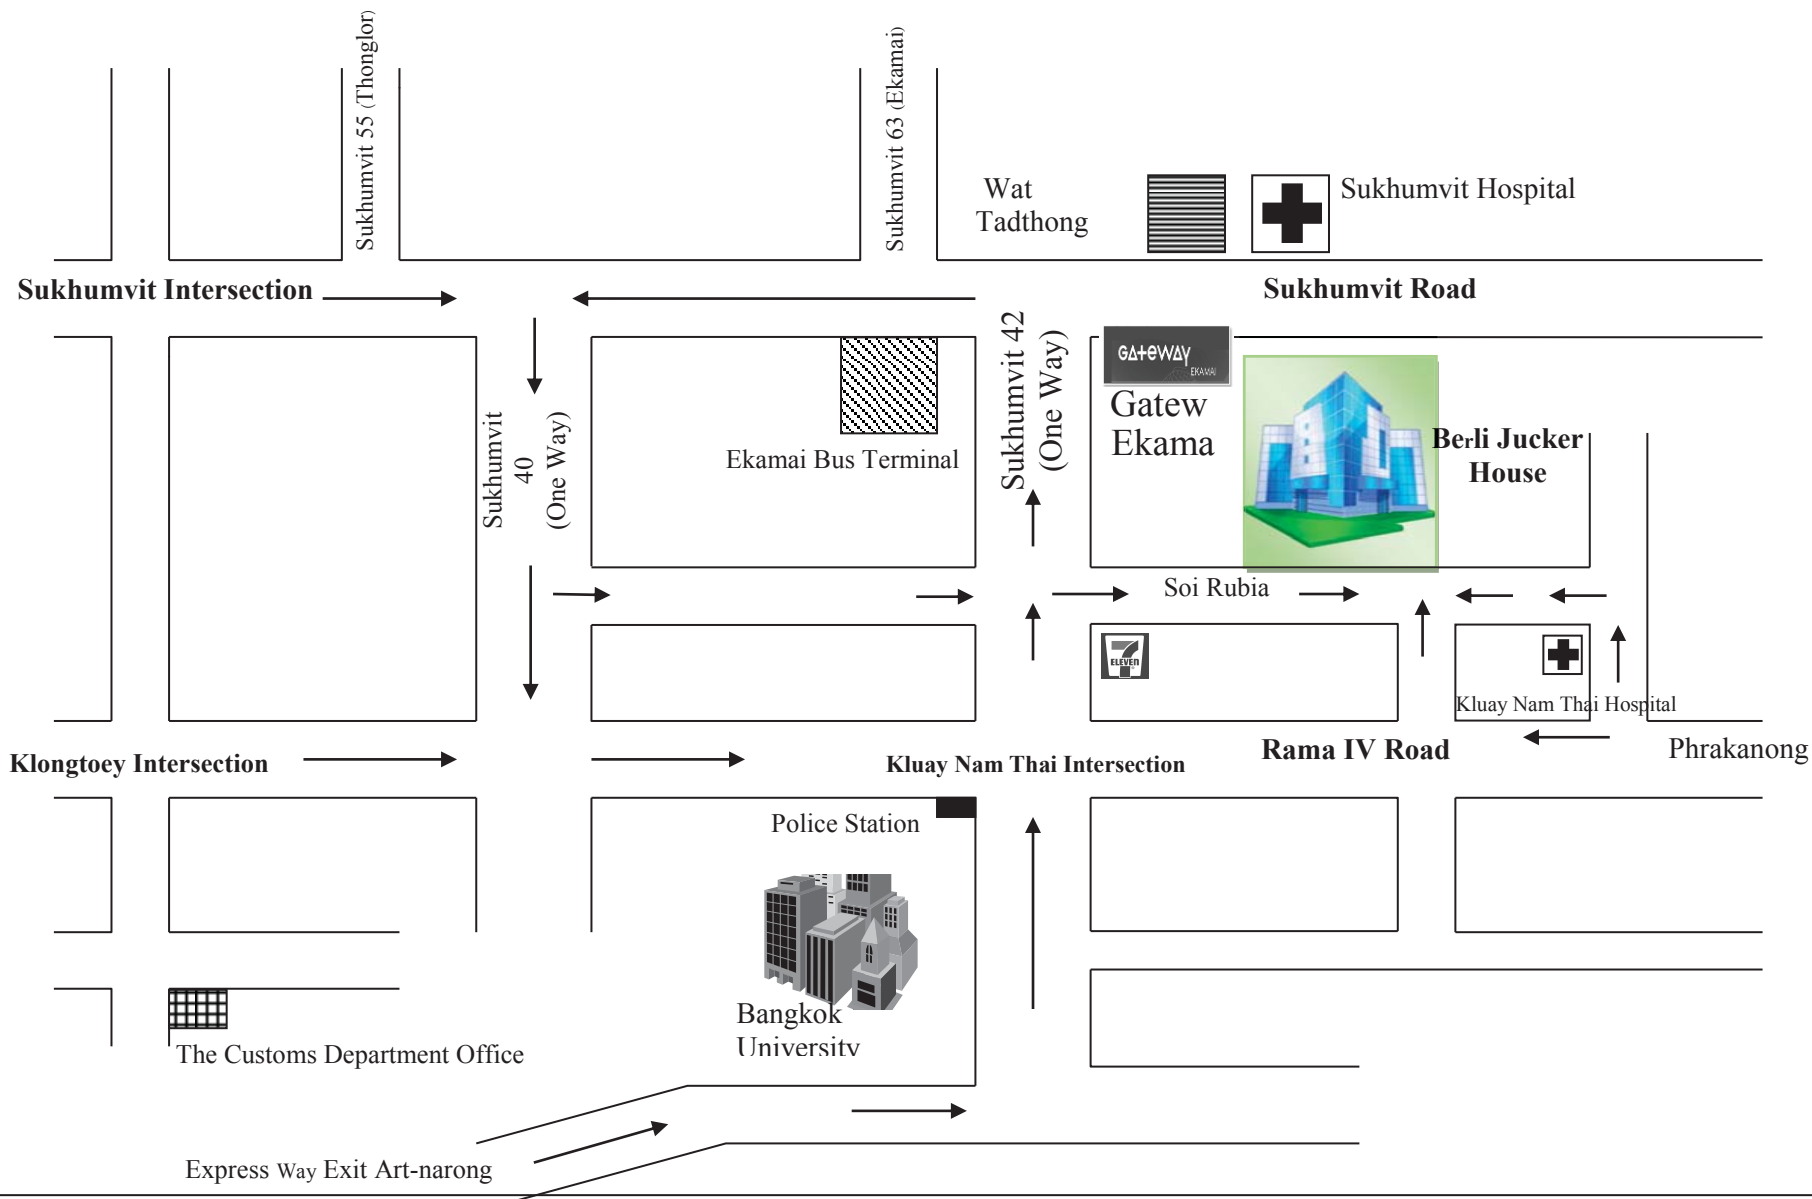 Sukhumvit 55 (Thonglor)
Sukhumvit 63 (Ekamai)
Wat
Tadthong
Sukhumvit Hospital
Sukhumvit Intersection
Sukhumvit Road
Sukhumvit 42
(One Way)
GATEWAY
EKAMAI
Gatew
Ekama
Berli Jucker
House
Sukhumvit
40
(One Way)
Ekamai Bus Terminal
Soi Rubia
7
ELEVEn
Kluay Nam Thai Hospital
Klongtoey Intersection
Kluay Nam Thai Intersection
Rama IV Road
Phrakanong
Police Station
Bangkok
University
The Customs Department Office
Express Way Exit Art-narong